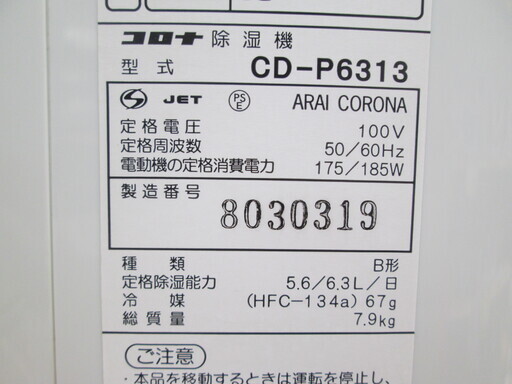 コロナ 除湿機
型式 CD-P6313
JET PSE ARAI CORONA
定格電圧 100V
定格周波数 50/60Hz
電動機の定格消費電力 175/185W
製造番号 8030319
種類 B形
定格除湿能力 5.6/6.3L/日
冷媒 (HFC-134a) 67g
総質量 7.9kg
ご注意
・本品を移動するときは運転を停止し、